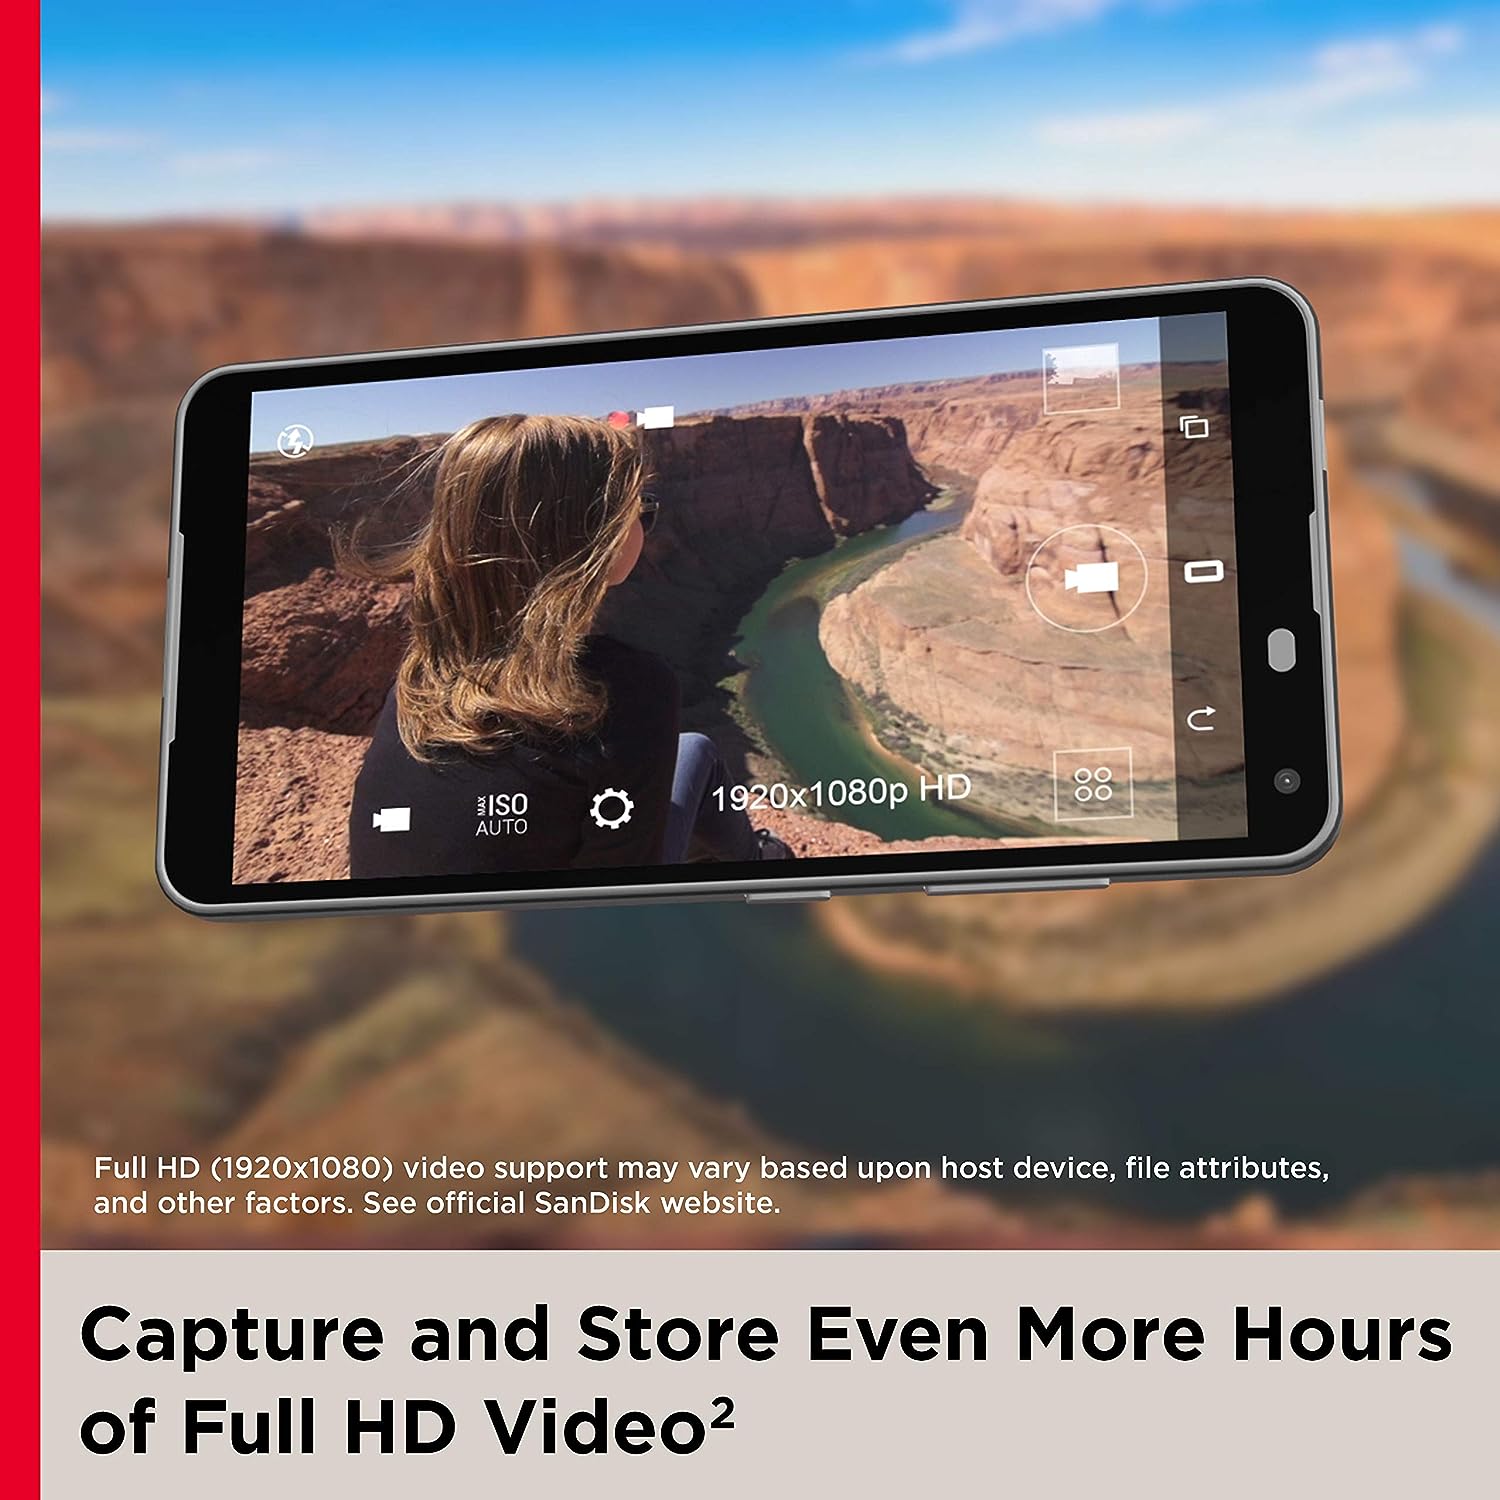 MAX ISO
AUTO
1920x1080p HD
Full HD (1920x1080) video support may vary based upon host device, file attributes,
and other factors. See official SanDisk website.
Capture and Store Even More Hours
of Full HD Video²